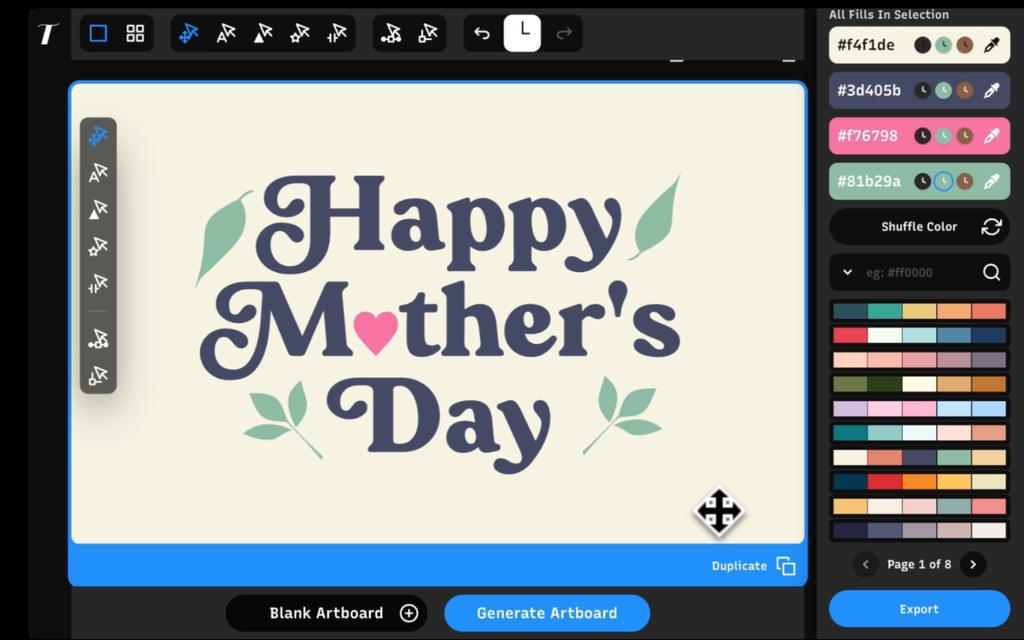 T
All Fills In Selection
#f4f1de
#3d405b
#f76798
#81b29a
Shuffle Color
eg: #ff0000
Happy
M ther's
Day
Duplicate
Page 1 of 8
Blank Artboard
Generate Artboard
Export